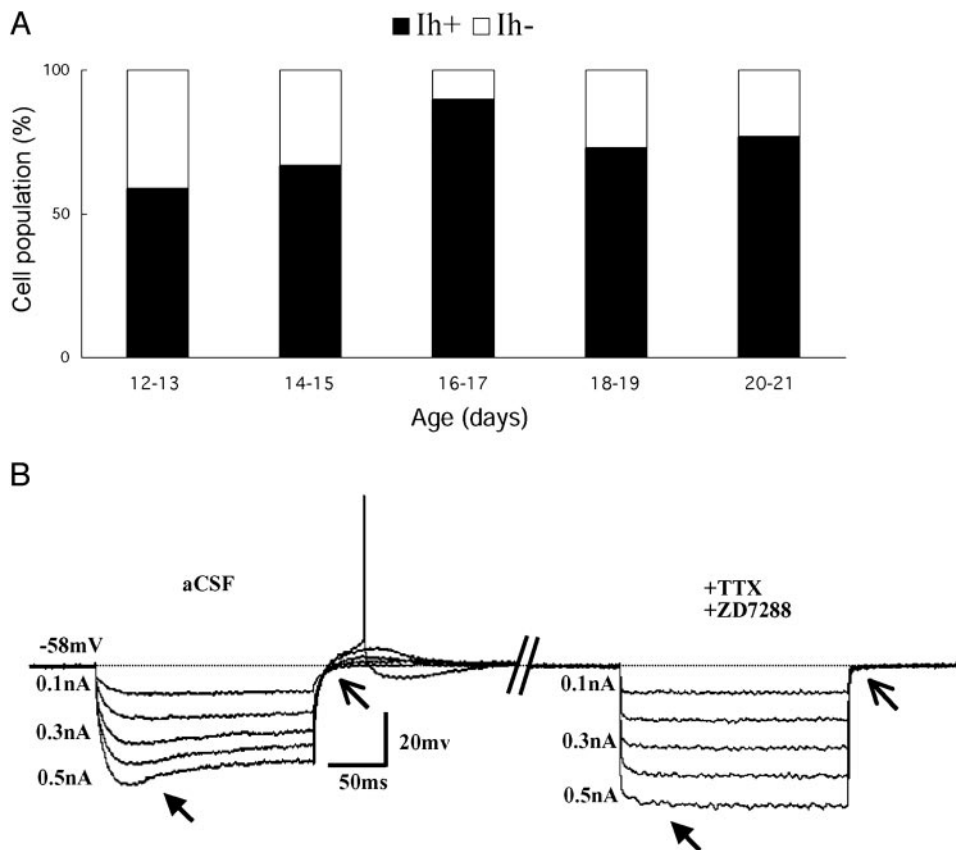 A
Ih+ Ih-
Cell population (%)
100
50
0
12-13 14-15 16-17 18-19 20-21
Age (days)
B
aCSF
+TTX
+ZD7288
-58mV
0.1nA
0.3nA
0.5nA
20mv
50ms
0.1nA
0.3nA
0.5nA